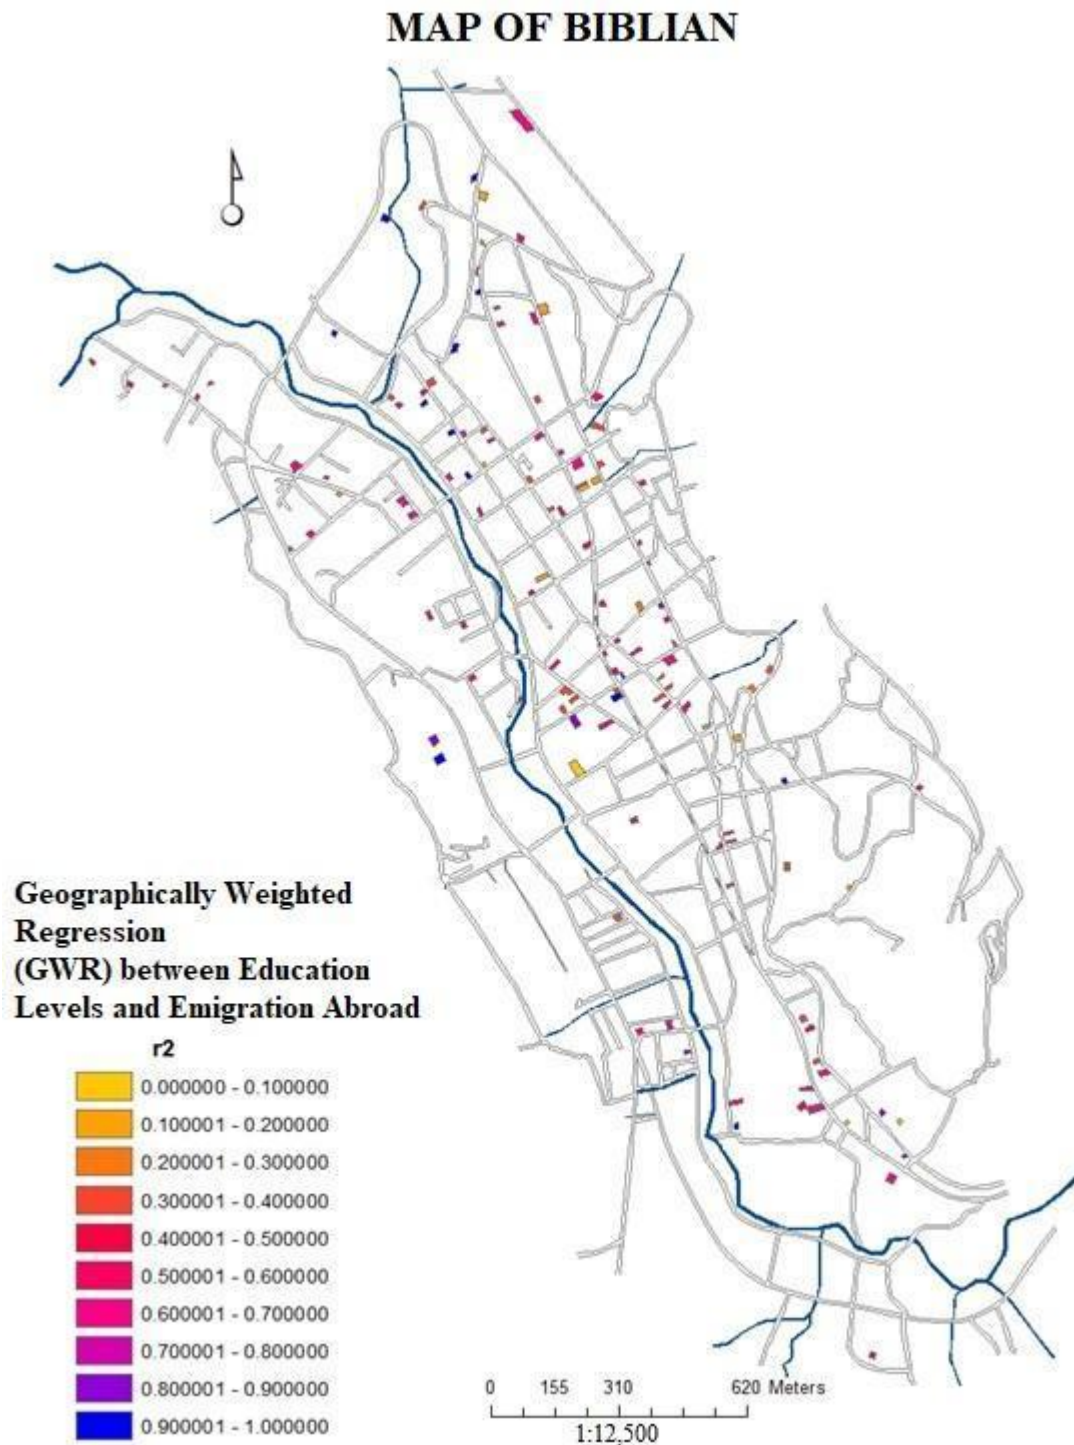 MAP OF BIBLIAN
Geographically Weighted
Regression
(GWR) between Education
Levels and Emigration Abroad
r2
0.000000 - 0.100000
0.100001 - 0.200000
0.200001 - 0.300000
0.300001 - 0.400000
0.400001 - 0.500000
0.500001 - 0.600000
0.600001 - 0.700000
0.700001 - 0.800000
0.800001 - 0.900000
0.900001 - 1.000000
0 155 310 620 Meters
1:12,500